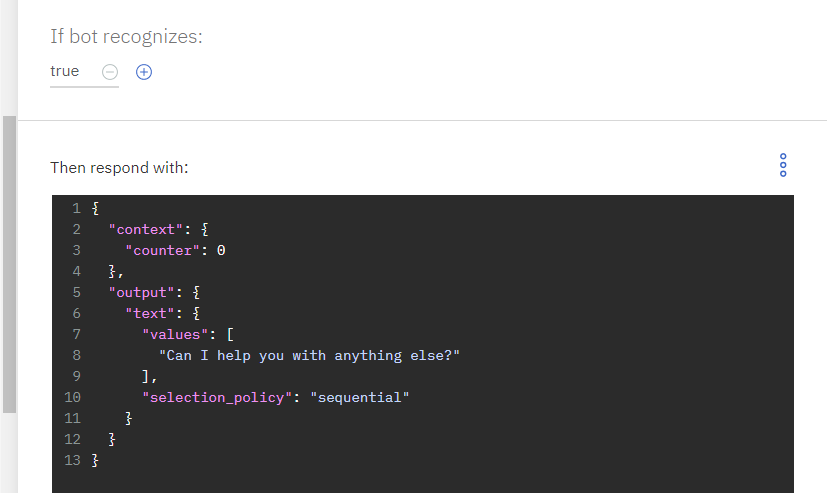 If bot recognizes:
true
Then respond with:
1 {
2   "context": {
3     "counter": 0
4   },
5   "output": {
6     "text": {
7       "values": [
8         "Can I help you with anything else?"
9       ],
10       "selection_policy": "sequential"
11     }
12   }
13 }